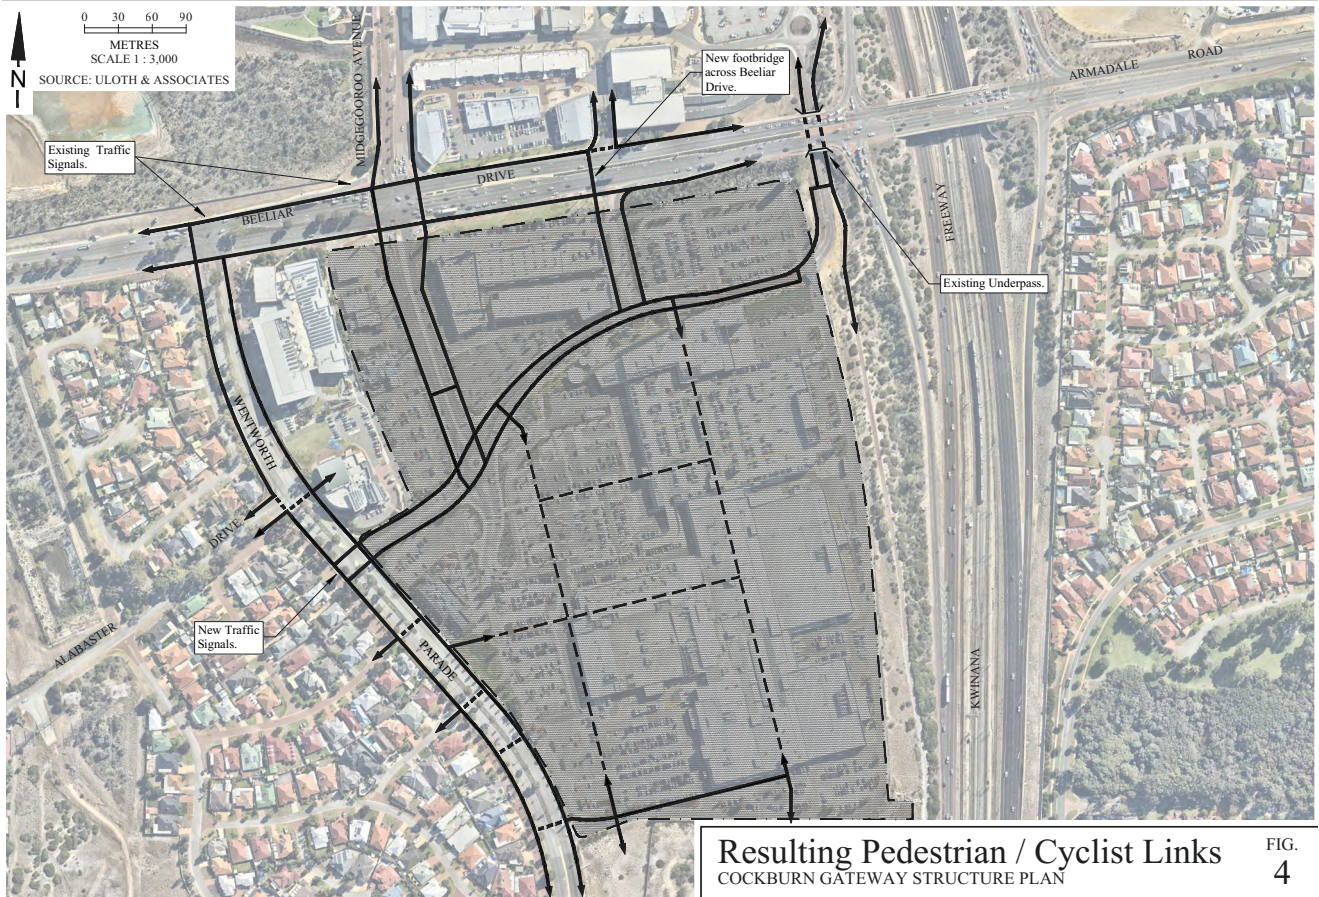 0 30 60 90
METRES
SCALE 1 : 3,000
SOURCE: ULOTH & ASSOCIATES
N
MIDGEGOOROO AVENUE
New footbridge
across Beeliar
Drive.
ARMADALE ROAD
Existing Traffic
Signals.
BEELIAR DRIVE
FREEWAY
Existing Underpass.
WENTWORTH
DRIVE
New Traffic
Signals.
ALABASTER
PARADE
KWINANA
Resulting Pedestrian / Cyclist Links
COCKBURN GATEWAY STRUCTURE PLAN
FIG.
4